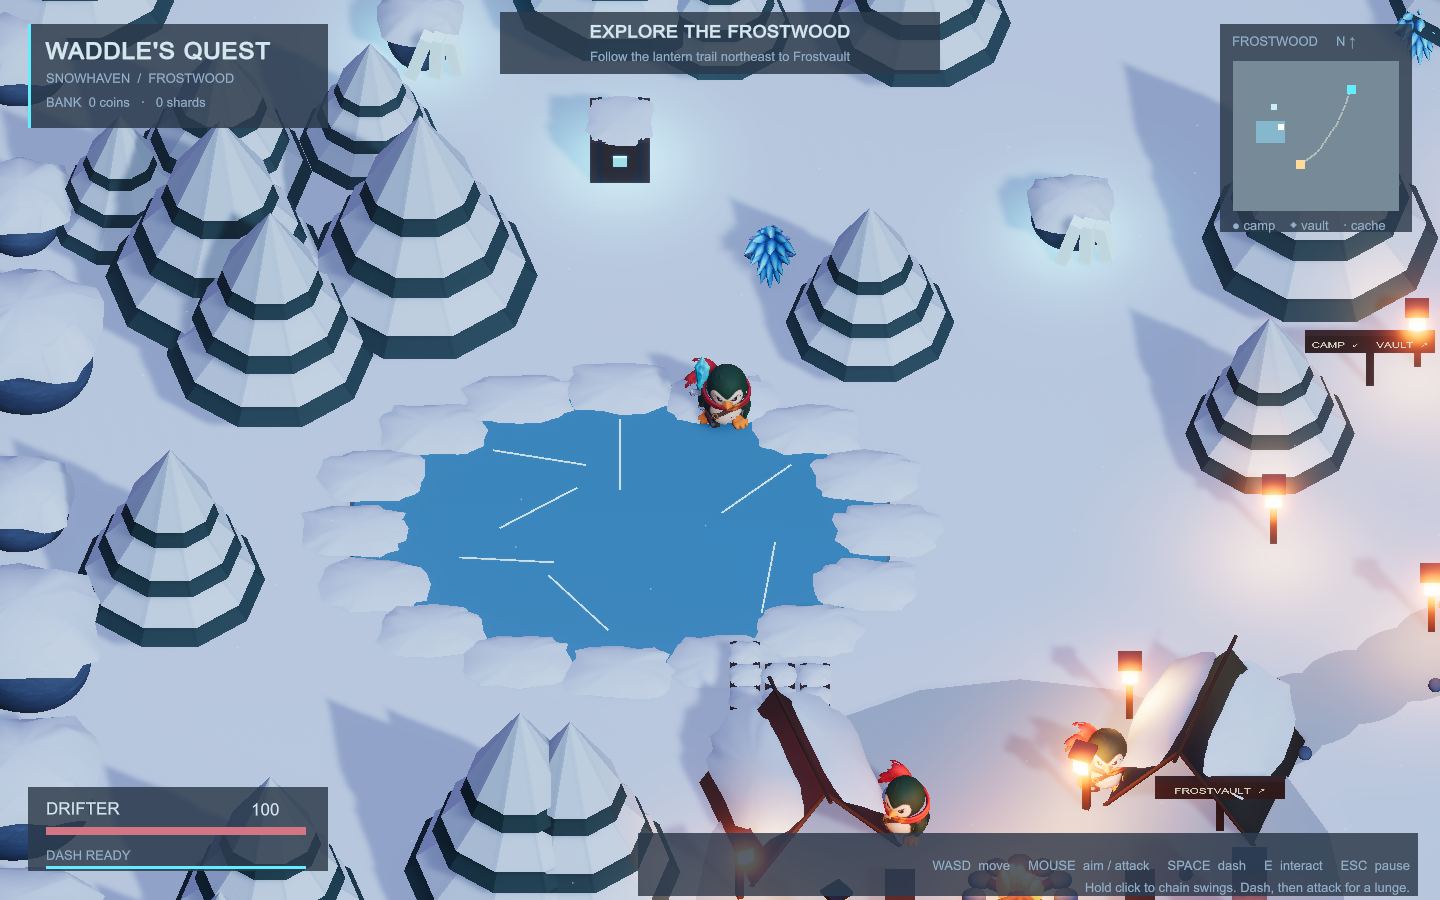 WADDLE'S QUEST
SNOWHAVEN / FROSTWOOD
BANK 0 coins · 0 shards
EXPLORE THE FROSTWOOD
Follow the lantern trail northeast to Frostvault
FROSTWOOD N ↑
● camp ◆ vault · cache
CAMP ↙ VAULT ↗
FROSTVAULT ↗
DRIFTER 100
DASH READY
WASD move MOUSE aim / attack SPACE dash E interact ESC pause
Hold click to chain swings. Dash, then attack for a lunge.